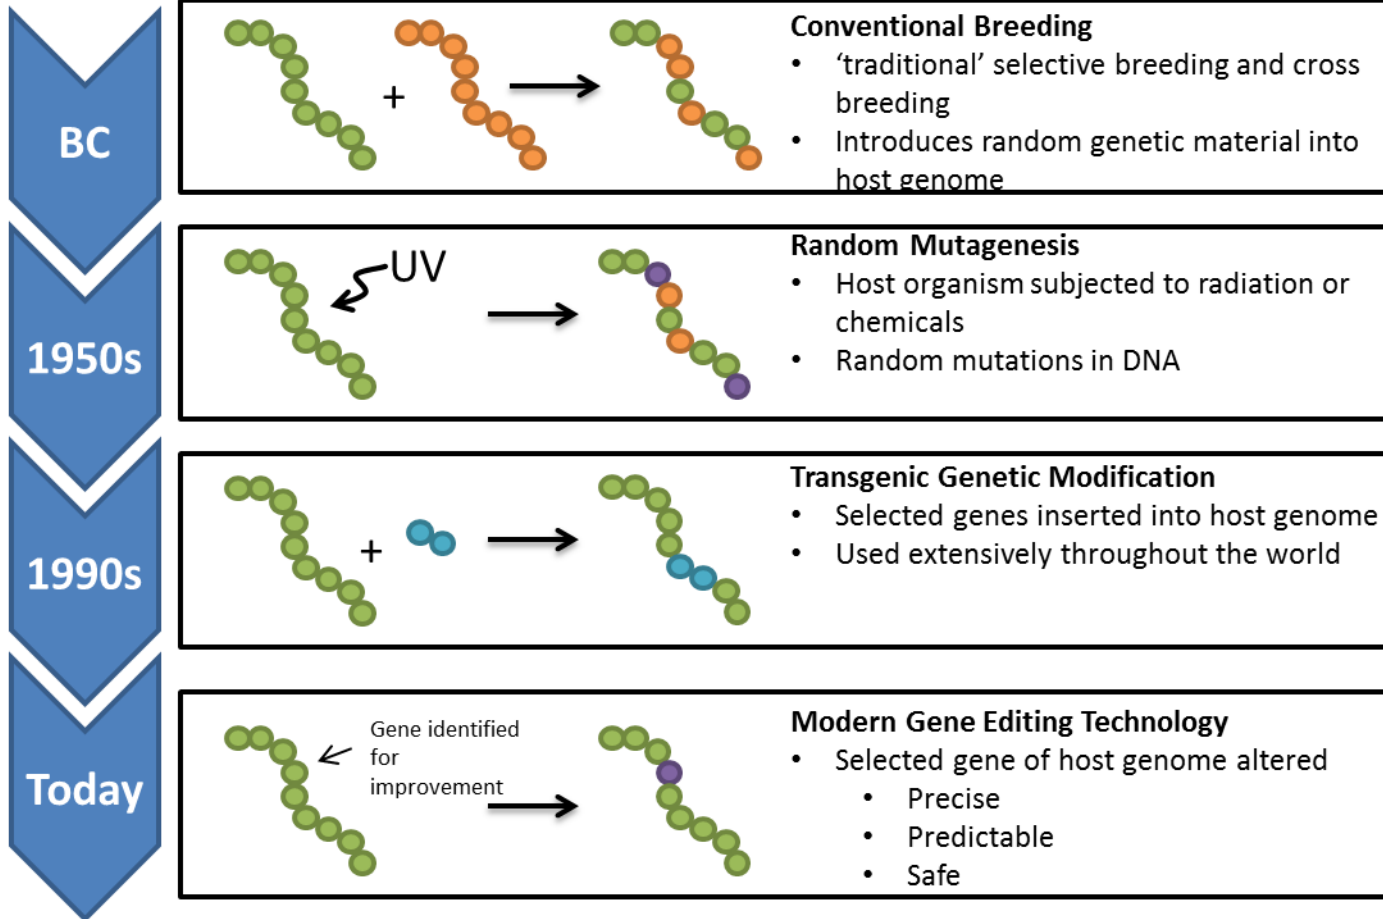 BC
+
Conventional Breeding
• ‘traditional’ selective breeding and cross
breeding
• Introduces random genetic material into
host genome
1950s
UV
Random Mutagenesis
• Host organism subjected to radiation or
chemicals
• Random mutations in DNA
1990s
+
Transgenic Genetic Modification
• Selected genes inserted into host genome
• Used extensively throughout the world
Today
Gene identified
for
improvement
Modern Gene Editing Technology
• Selected gene of host genome altered
• Precise
• Predictable
• Safe